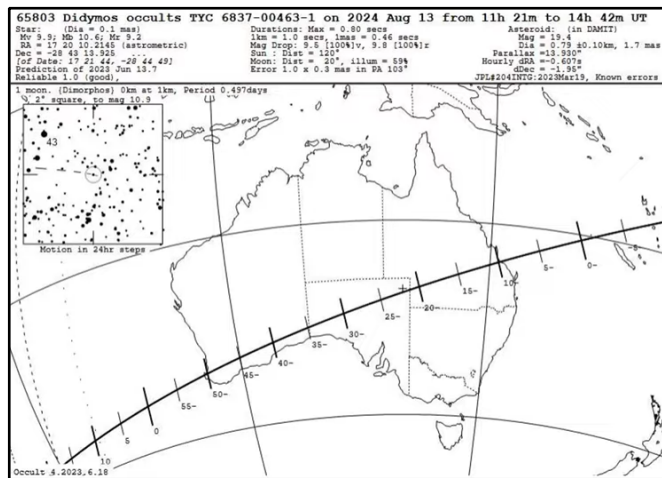 65803 Didymos occults TYC 6837-00463-1 on 2024 Aug 13 from 11h 21m to 14h 42m UT
Star: (Dia = 0.1 mas)
Mv 9.9; Mb 10.6; Mr 9.2
RA = 17 20 10.2145 (astrometric)
Dec = -28 43 13.925 ...
[of Date: 17 21 44, -28 44 49]
Prediction of 2023 Jun 13.7
Reliable 1.0 (good),
Durations: Max = 0.80 secs
1km = 1.0 secs, 1mas = 0.46 secs
Mag Drop: 9.5 [100%]v, 9.8 [100%]r
Sun : Dist = 120°
Moon: Dist = 20°, illum = 59%
Error 1.0 x 0.3 mas in PA 103°
Asteroid: (in DAMIT)
Mag = 19.4
Dia = 0.79 ±0.10km, 1.7 mas
Parallax =13.930"
Hourly dRA =-0.607s
dDec = -1.95"
JPL#204INTG:2023Mar19, Known errors
1 moon. (Dimorphos) 0km at 1km, Period 0.497days
2° square, to mag 10.9
43
Motion in 24hr steps
-5-
0-
5-
10-
15-
20-
25-
30-
35-
40-
45-
50-
55-
0
5
10
Occult 4.2023,6.18